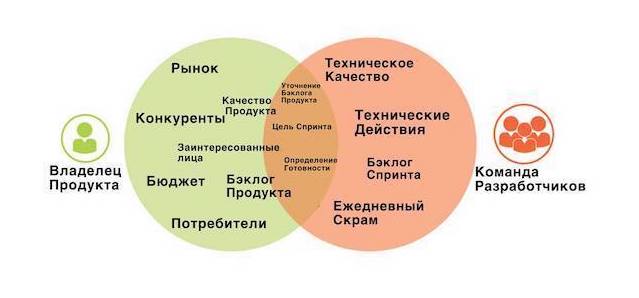 Рынок
Качество
Продукта
Конкуренты
Заинтересованные
лица
Бюджет
Бэклог
Продукта
Потребители
Владелец
Продукта
Уточнение
Бэклога
Продукта
Цель Спринта
Определение
Готовности
Техническое
Качество
Технические
Действия
Бэклог
Спринта
Ежедневный
Скрам
Команда
Разработчиков